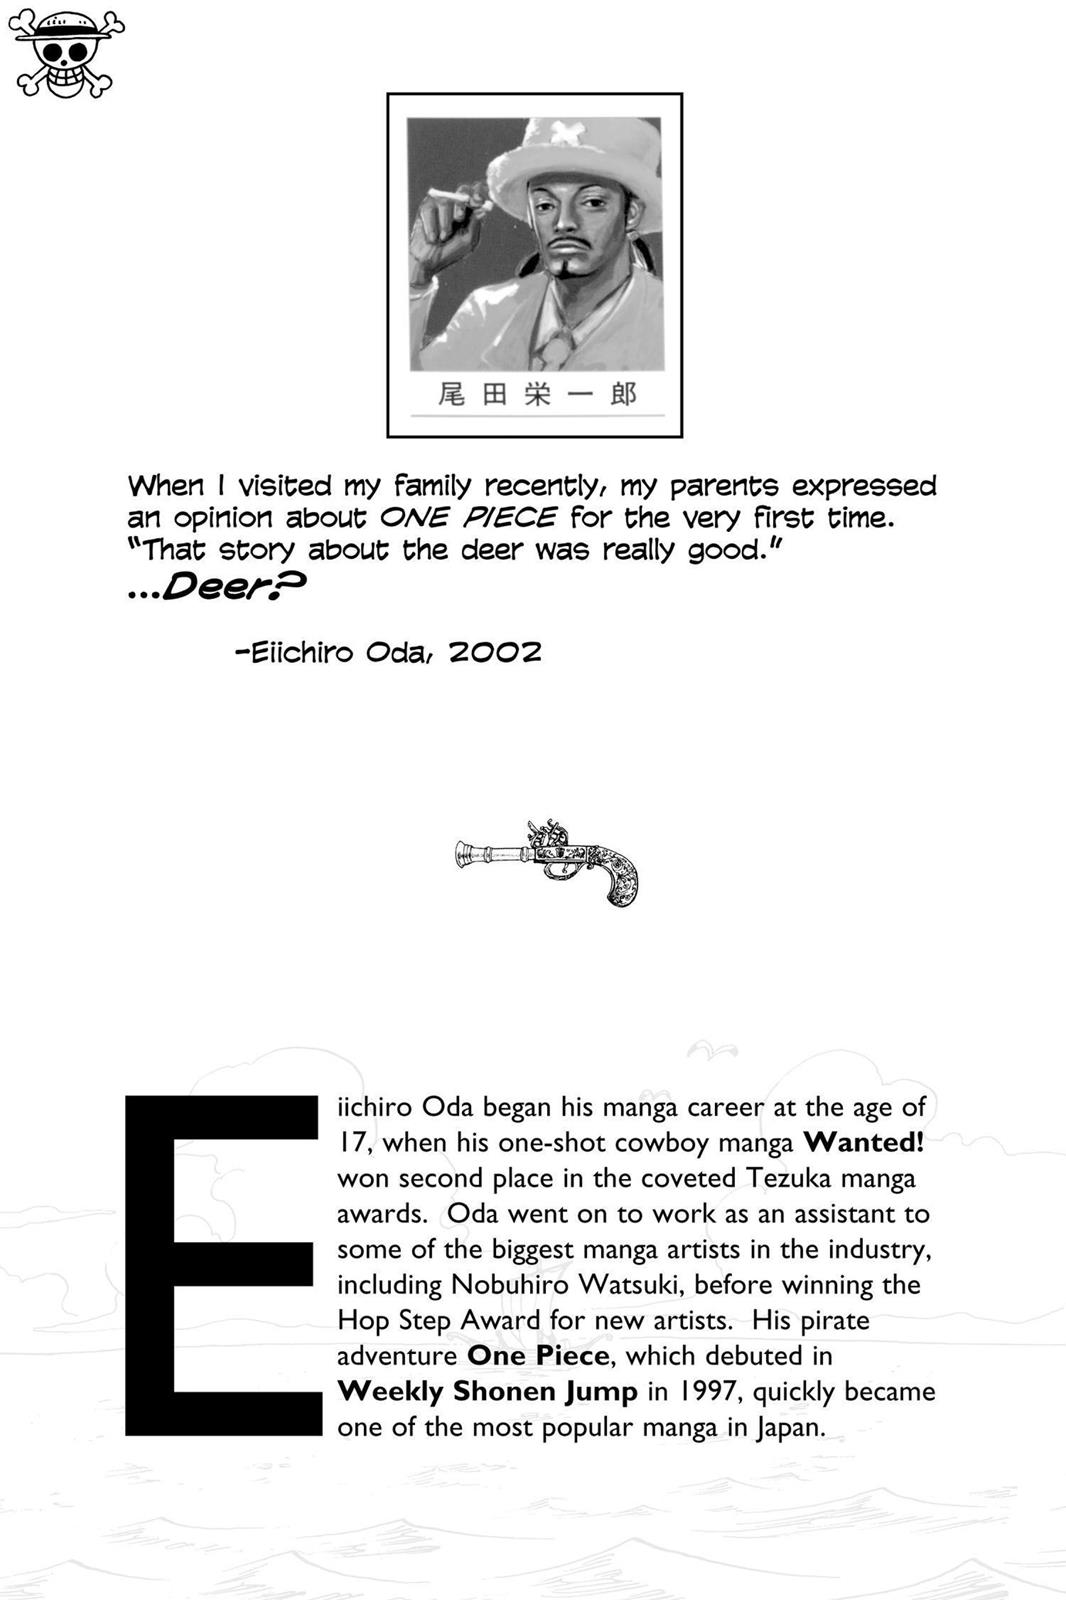 尾田栄一郎
When I visited my family recently, my parents expressed
an opinion about ONE PIECE for the very first time.
"That story about the deer was really good."
...Deer?
-Eiichiro Oda, 2002
Eiichiro Oda began his manga career at the age of
17, when his one-shot cowboy manga Wanted!
won second place in the coveted Tezuka manga
awards.  Oda went on to work as an assistant to
some of the biggest manga artists in the industry,
including Nobuhiro Watsuki, before winning the
Hop Step Award for new artists.  His pirate
adventure One Piece, which debuted in
Weekly Shonen Jump in 1997, quickly became
one of the most popular manga in Japan.